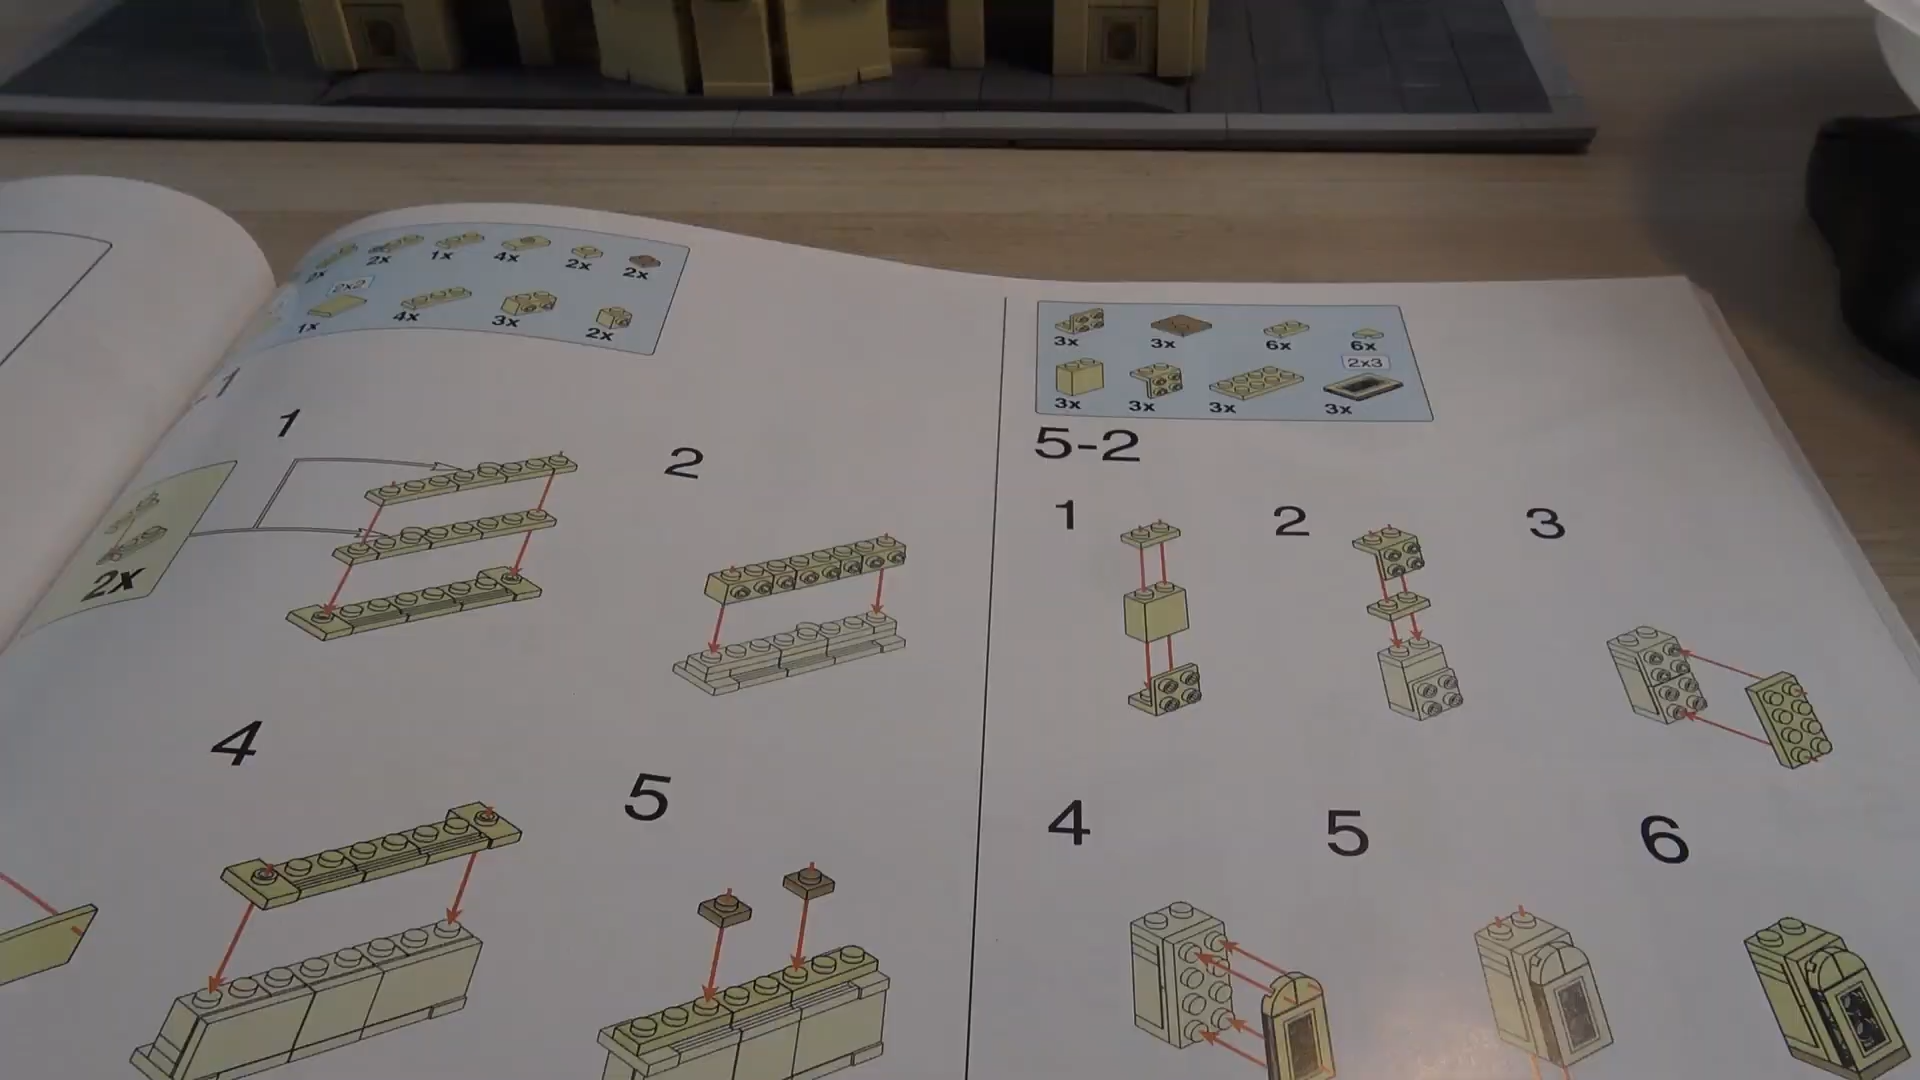 2x 2x 1x 4x 2x 2x
2x2
1x 4x 3x 2x
-1
1
2
2x
4
5
3x 3x 6x 6x
2x3
3x 3x 3x 3x
5-2
1 2 3
4 5 6